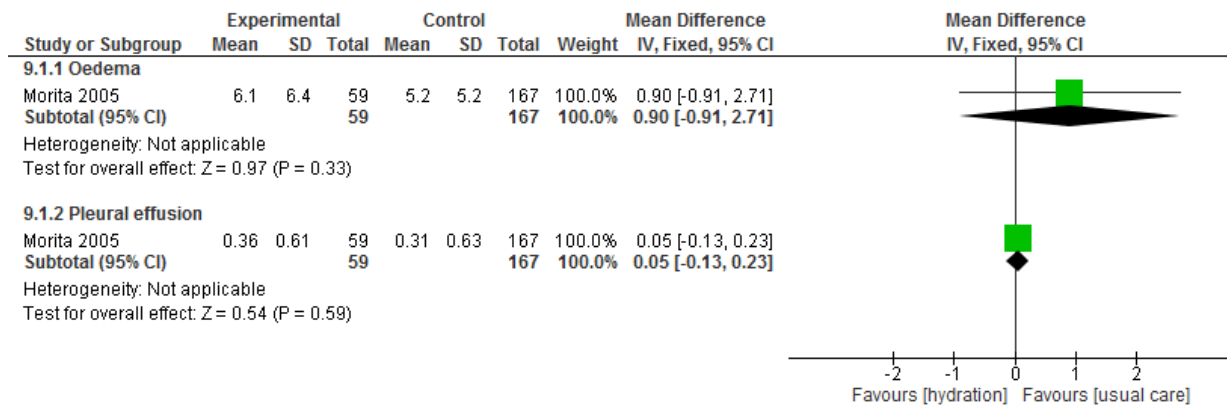 Experimental Control Mean Difference Mean Difference
Study or Subgroup Mean SD Total Mean SD Total Weight IV, Fixed, 95% CI IV, Fixed, 95% CI
9.1.1 Oedema
Morita 2005 6.1 6.4 59 5.2 5.2 167 100.0% 0.90 [-0.91, 2.71]
Subtotal (95% CI) 59 167 100.0% 0.90 [-0.91, 2.71]
Heterogeneity: Not applicable
Test for overall effect: Z = 0.97 (P = 0.33)
9.1.2 Pleural effusion
Morita 2005 0.36 0.61 59 0.31 0.63 167 100.0% 0.05 [-0.13, 0.23]
Subtotal (95% CI) 59 167 100.0% 0.05 [-0.13, 0.23]
Heterogeneity: Not applicable
Test for overall effect: Z = 0.54 (P = 0.59)
-2 -1 0 1 2
Favours [hydration] Favours [usual care]